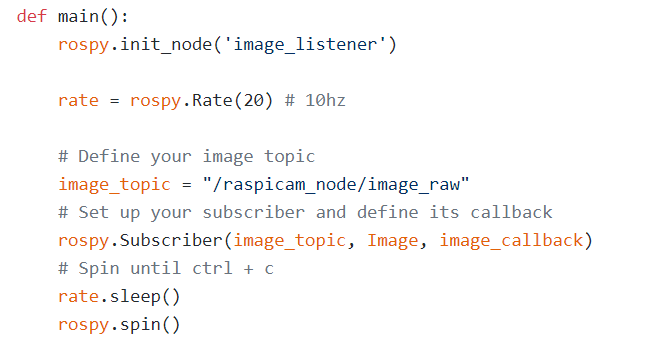 def main():
    rospy.init_node('image_listener')
    rate = rospy.Rate(20) # 10hz
    # Define your image topic
    image_topic = "/raspicam_node/image_raw"
    # Set up your subscriber and define its callback
    rospy.Subscriber(image_topic, Image, image_callback)
    # Spin until ctrl + c
    rate.sleep()
    rospy.spin()